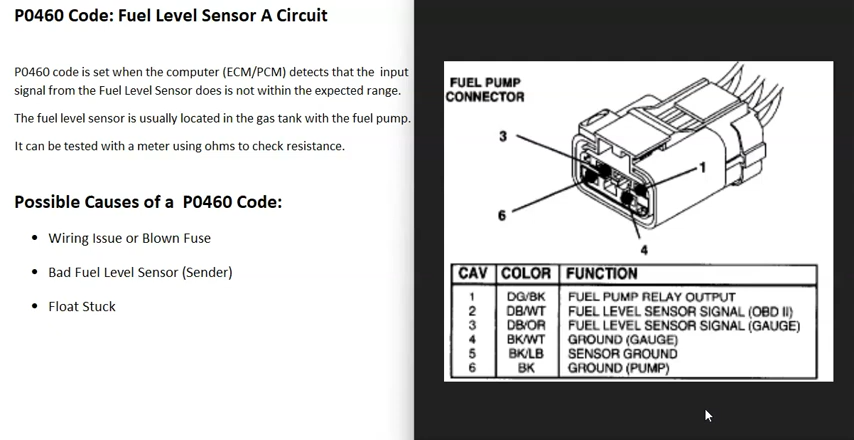 P0460 Code: Fuel Level Sensor A Circuit
P0460 code is set when the computer (ECM/PCM) detects that the input
signal from the Fuel Level Sensor does is not within the expected range.
The fuel level sensor is usually located in the gas tank with the fuel pump.
It can be tested with a meter using ohms to check resistance.
Possible Causes of a P0460 Code:
• Wiring Issue or Blown Fuse
• Bad Fuel Level Sensor (Sender)
• Float Stuck
FUEL PUMP
CONNECTOR
3
1
6
4
CAV COLOR FUNCTION
1 DG/BK FUEL PUMP RELAY OUTPUT
2 DB/WT FUEL LEVEL SENSOR SIGNAL (OBD II)
3 DB/OR FUEL LEVEL SENSOR SIGNAL (GAUGE)
4 BK/WT GROUND (GAUGE)
5 BK/LB SENSOR GROUND
6 BK GROUND (PUMP)